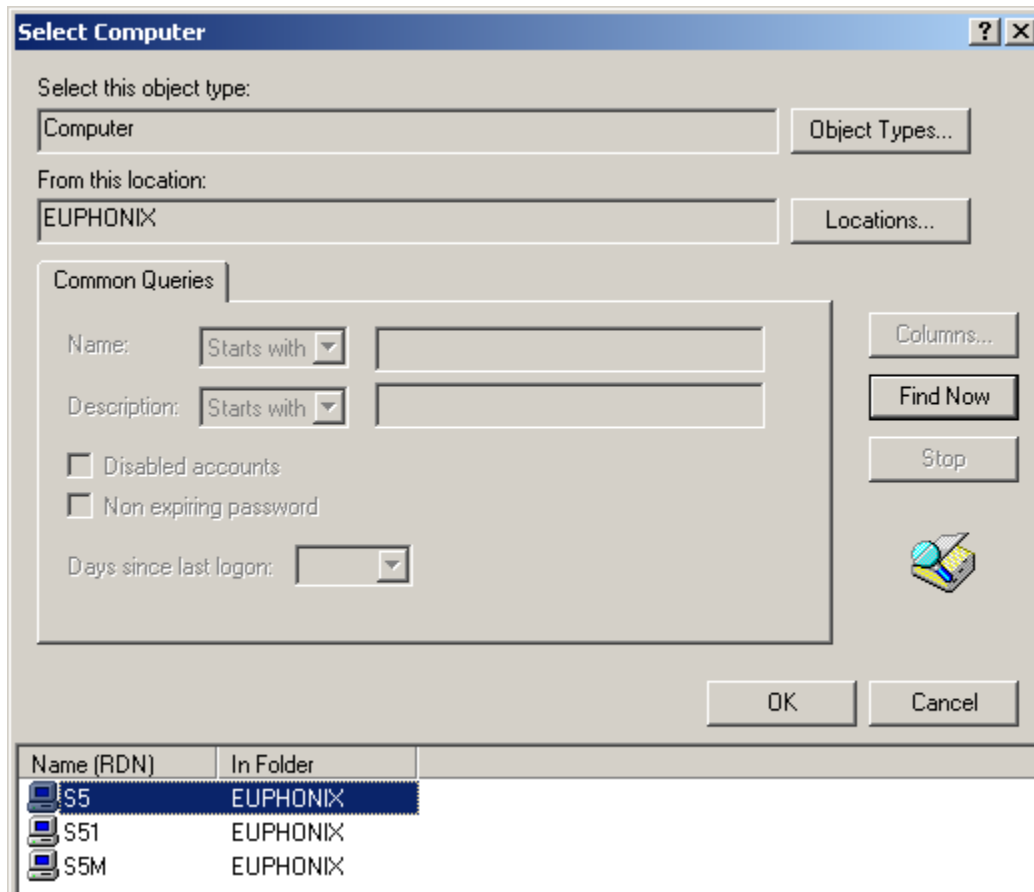 Select Computer
Select this object type:
Computer
Object Types...
From this location:
EUPHONIX
Locations...
Common Queries
Name:
Starts with
Columns...
Description:
Starts with
Find Now
Disabled accounts
Stop
Non expiring password
Days since last logon:
OK
Cancel
Name (RDN) In Folder
S5 EUPHONIX
S51 EUPHONIX
S5M EUPHONIX